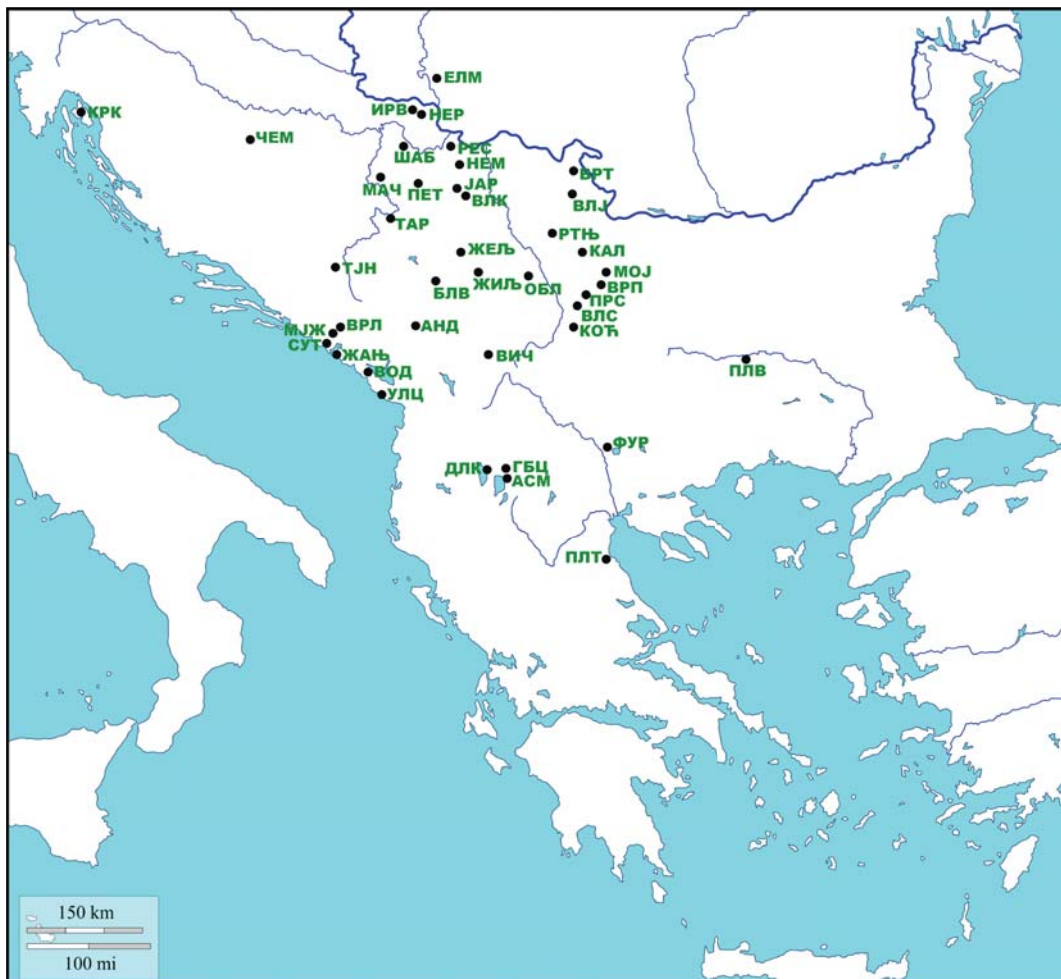 ЕЛМ
ИРВ
НЕР
КРК
ЧЕМ
ШАБ
РЕС
НЕМ
БРТ
МАЧ
ПЕТ
ЈАР
ВЛК
ВЛЈ
ТАР
РТЊ
ЖЕЉ
КАЛ
ТЈН
МОЈ
БЛВ
ЖИЉ
ОБЛ
ВРП
ПРС
ВЛС
МЈЖ
ВРЛ
АНД
КОЋ
СУТ
ЖАЊ
ВИЧ
ПЛВ
ВОД
УЛЦ
ФУР
ДЛК
ГБЦ
АСМ
ПЛТ
150 km
100 mi